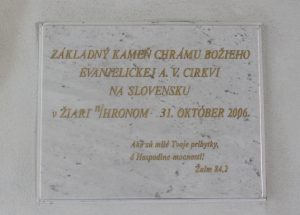 ZÁKLADNÝ KAMEŇ CHRÁMU BOŽIEHO
EVANJELICKEJ A. V. CIRKVI
NA SLOVENSKU
v ŽIARI n/HRONOM - 31. OKTÓBER 2006.
Aké sú milé Tvoje príbytky,
ó Hospodine mocností!
Žalm 84,2